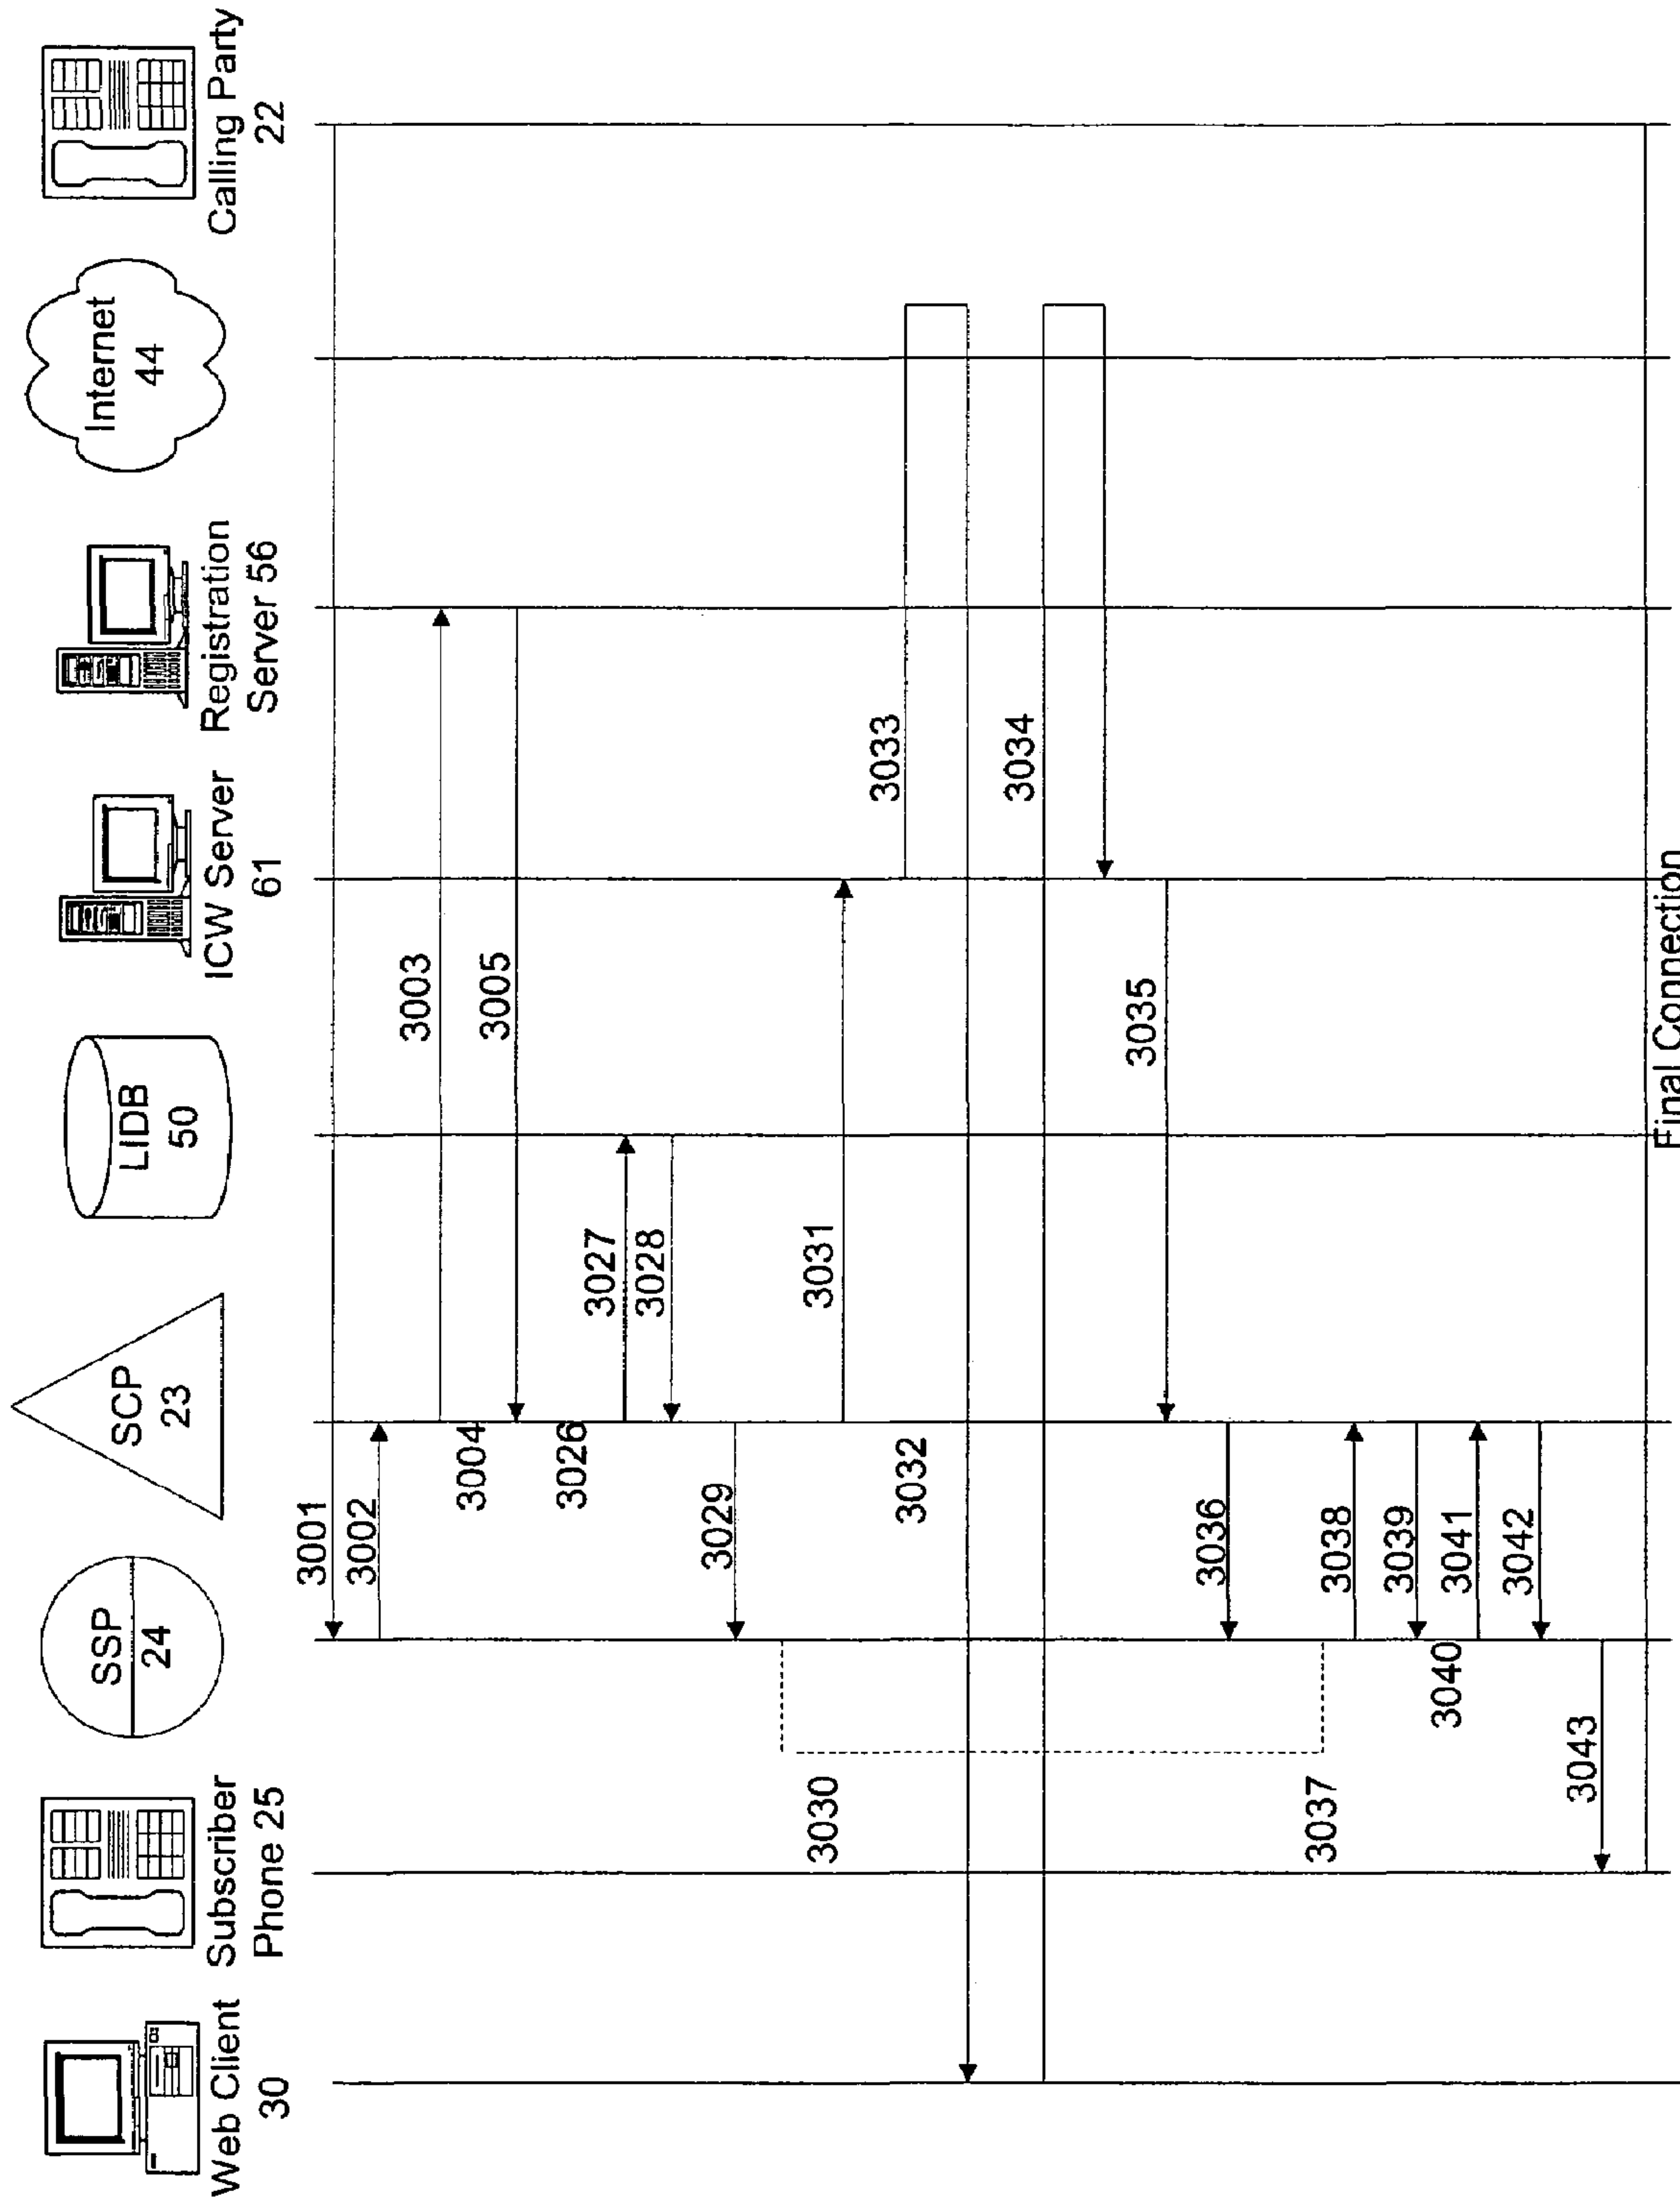 Web Client
30
Subscriber
Phone 25
SSP
24
SCP
23
LIDB
50
ICW Server
61
Registration
Server 56
Internet
44
Calling Party
22
3001
3002
3003
3004
3005
3026
3027
3028
3029
3030
3031
3032
3033
3034
3035
3036
3037
3038
3039
3040
3041
3042
3043
Final Connection